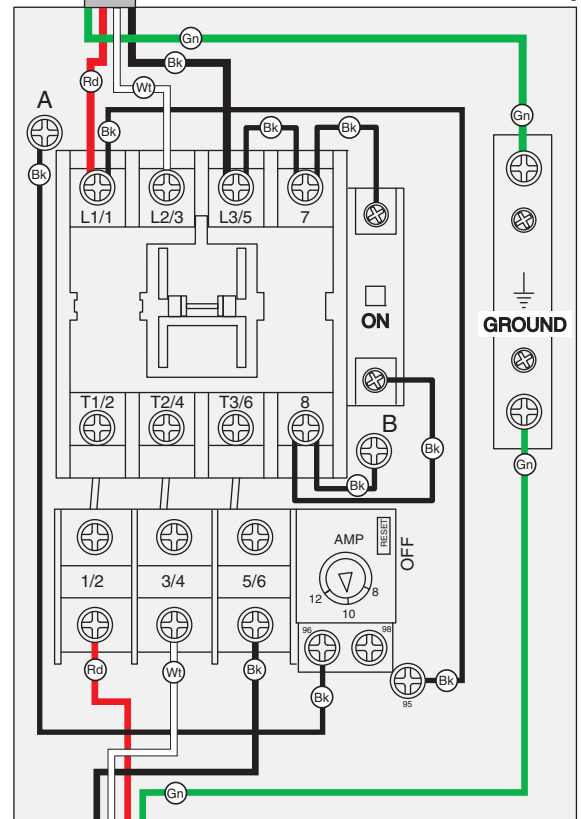 Gn
Rd
Bk
Wt
A
Gn
Bk
Bk
Bk
Bk
L1/1
L2/3
L3/5
7
ON
GROUND
T1/2
T2/4
T3/6
8
B
Bk
Gn
Bk
AMP
RESET
OFF
12
8
10
1/2
3/4
5/6
96
98
Rd
Wt
Bk
Bk
Bk
95
Gn